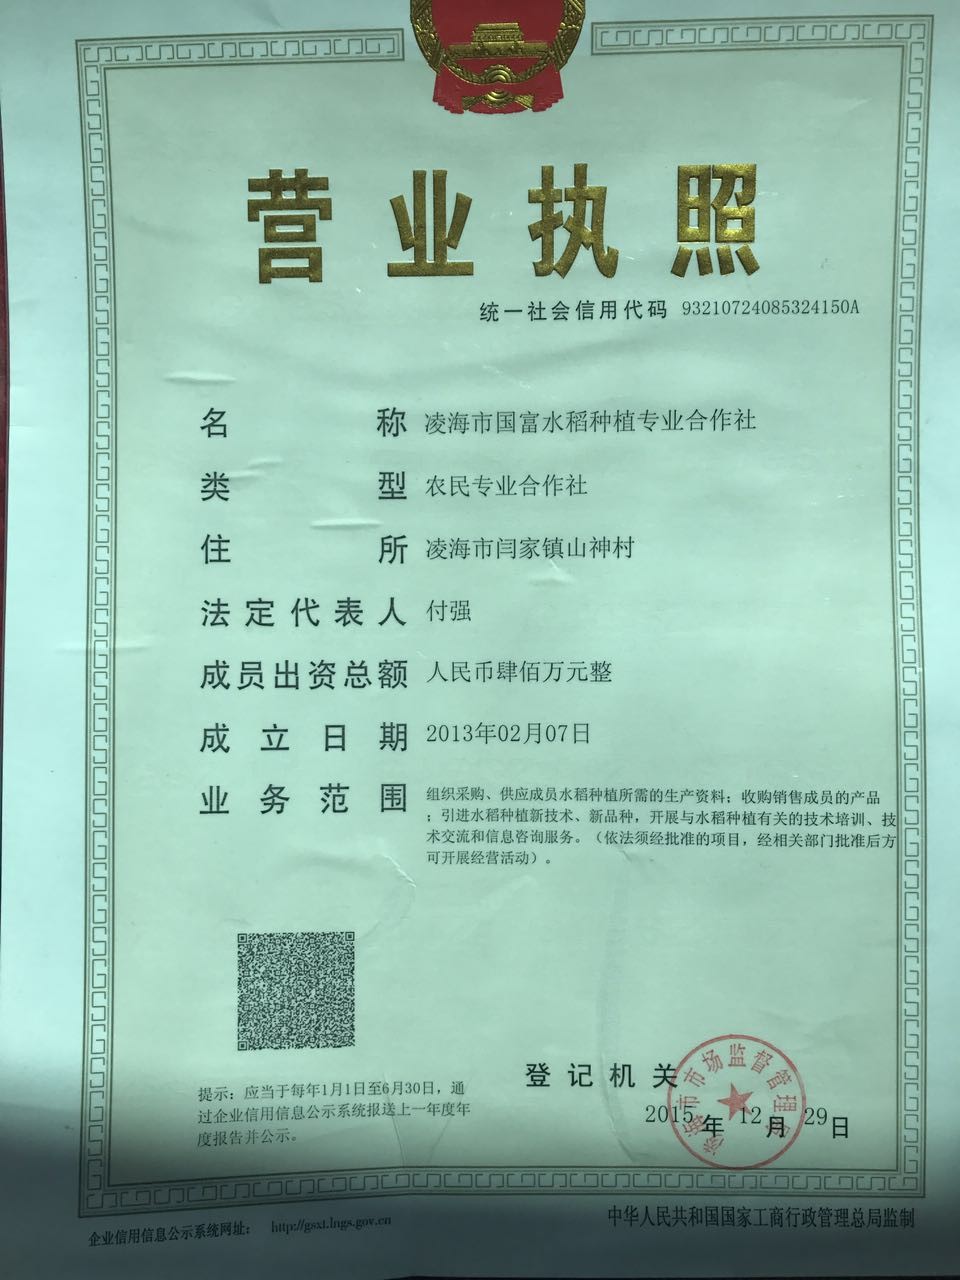 营业执照
统一社会信用代码 93210724085324150A
名称 凌海市国富水稻种植专业合作社
类型 农民专业合作社
住所 凌海市闫家镇山神村
法定代表人 付强
成员出资总额 人民币肆佰万元整
成立日期 2013年02月07日
业务范围 组织采购、供应成员水稻种植所需的生产资料；收购销售成员的产品
；引进水稻种植新技术、新品种，开展与水稻种植有关的技术培训、技
术交流和信息咨询服务。（依法须经批准的项目，经相关部门批准后方
可开展经营活动）。
登记机关
凌海市市场监督管理局
2015年12月29日
提示：应当于每年1月1日至6月30日，通
过企业信用信息公示系统报送上一年度年
度报告并公示。
企业信用信息公示系统网址： http://gsxt.lngs.gov.cn
中华人民共和国国家工商行政管理总局监制